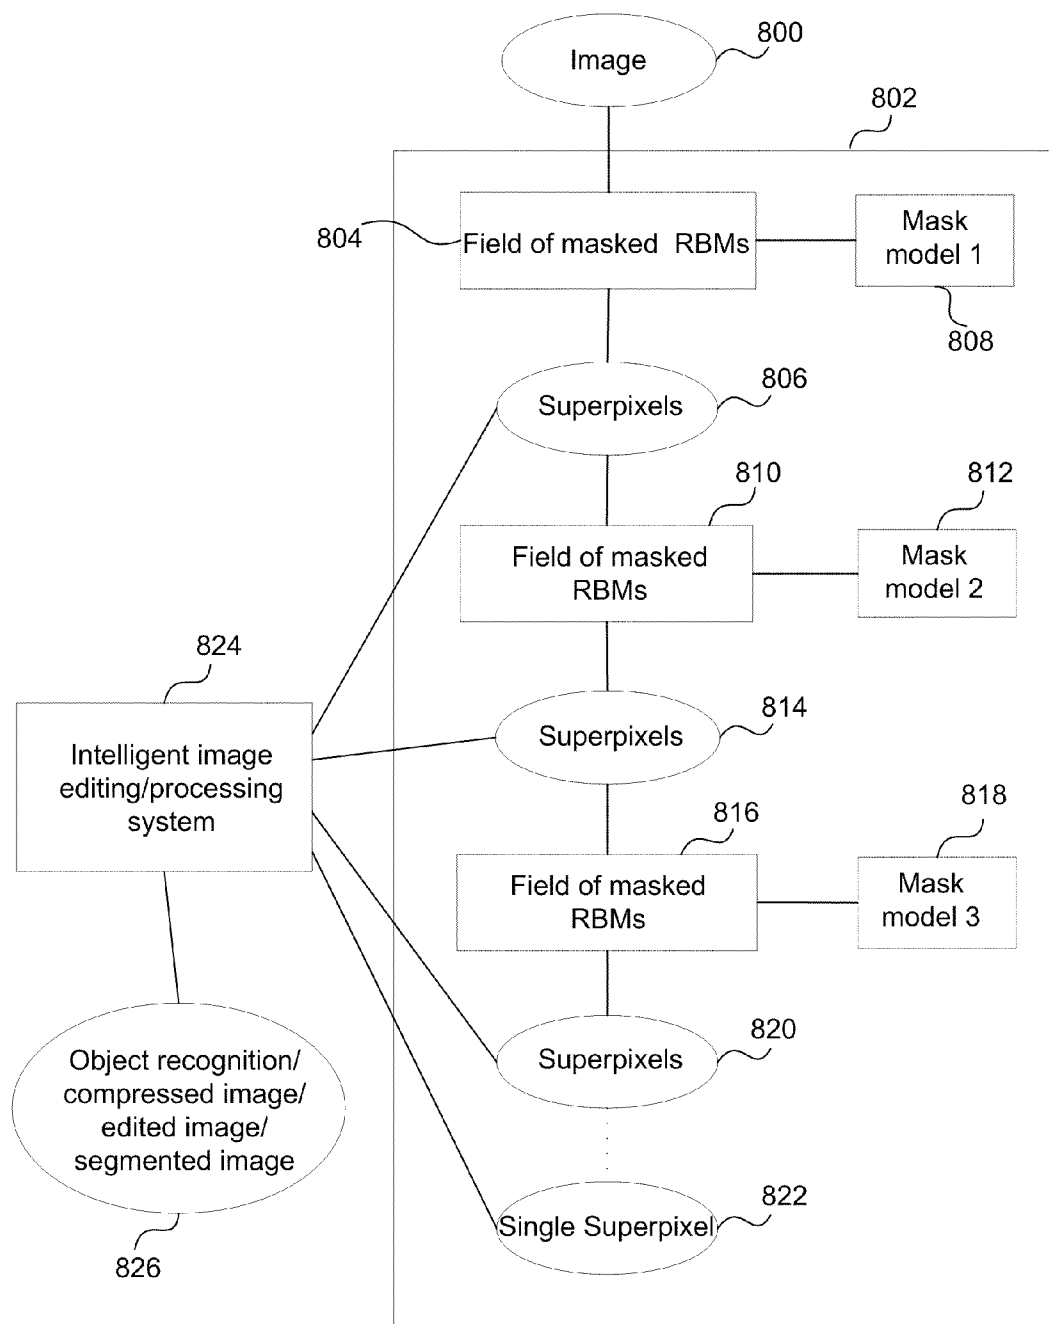 Image
800
802
804
Field of masked RBMs
Mask
model 1
808
Superpixels
806
810
812
Field of masked
RBMs
Mask
model 2
824
Superpixels
814
Intelligent image
editing/processing
system
816
818
Field of masked
RBMs
Mask
model 3
Superpixels
820
Object recognition/
compressed image/
edited image/
segmented image
Single Superpixel
822
826